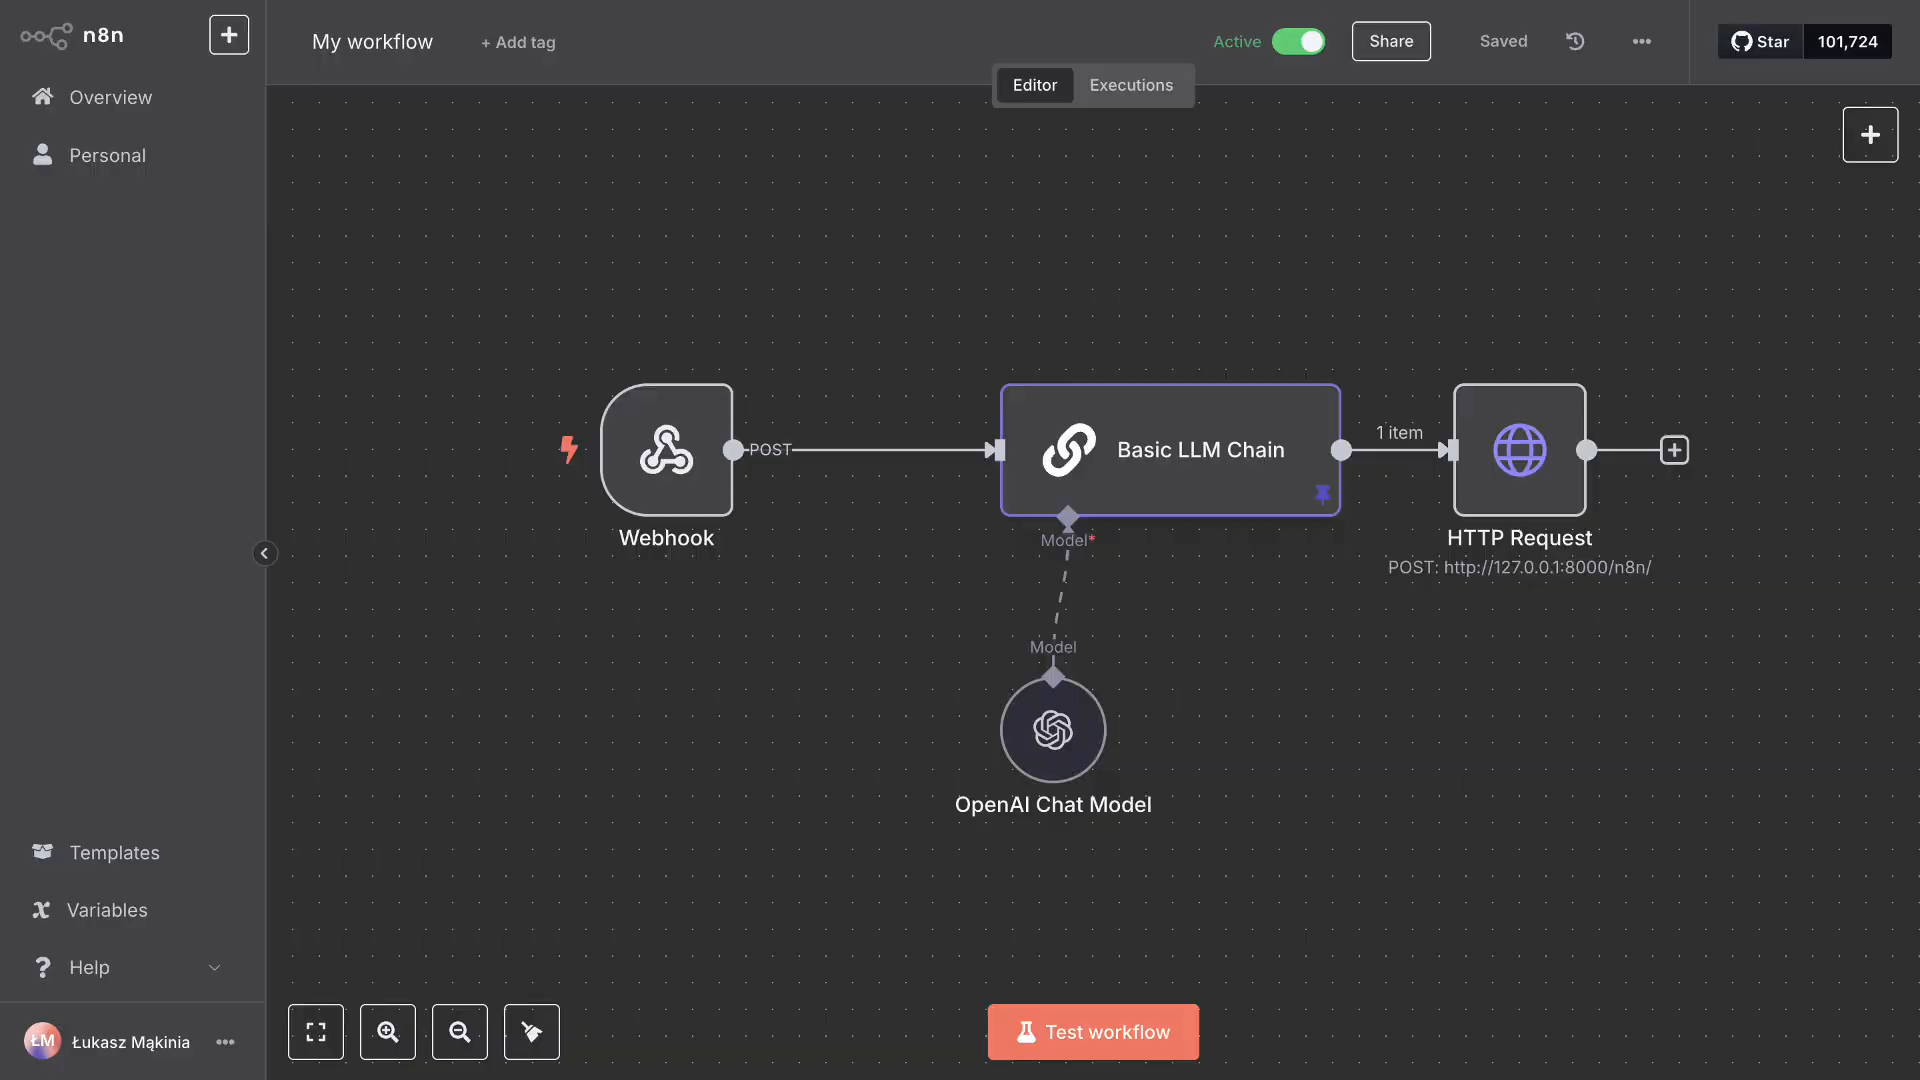 n8n
Overview
Personal
Templates
Variables
Help
ŁM
Łukasz Mąkinia
My workflow
+ Add tag
Active
Share
Saved
Star
101,724
Editor
Executions
POST
Webhook
Basic LLM Chain
1 item
Model*
HTTP Request
POST: http://127.0.0.1:8000/n8n/
Model
OpenAI Chat Model
Test workflow